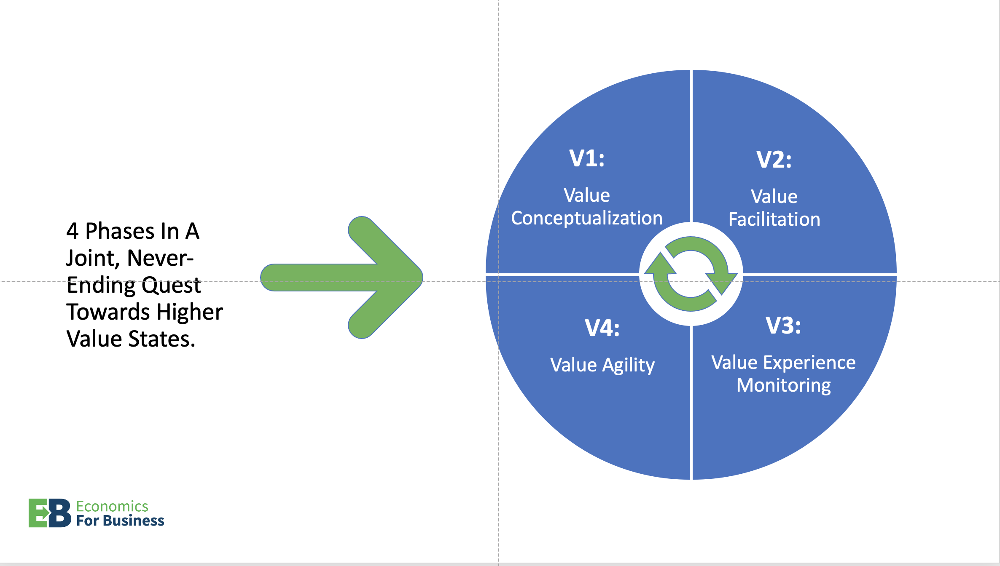 4 Phases In A
Joint, Never-
Ending Quest
Towards Higher
Value States.
V1:
Value
Conceptualization
V2:
Value
Facilitation
V4:
Value Agility
V3:
Value Experience
Monitoring
EB
Economics
For Business